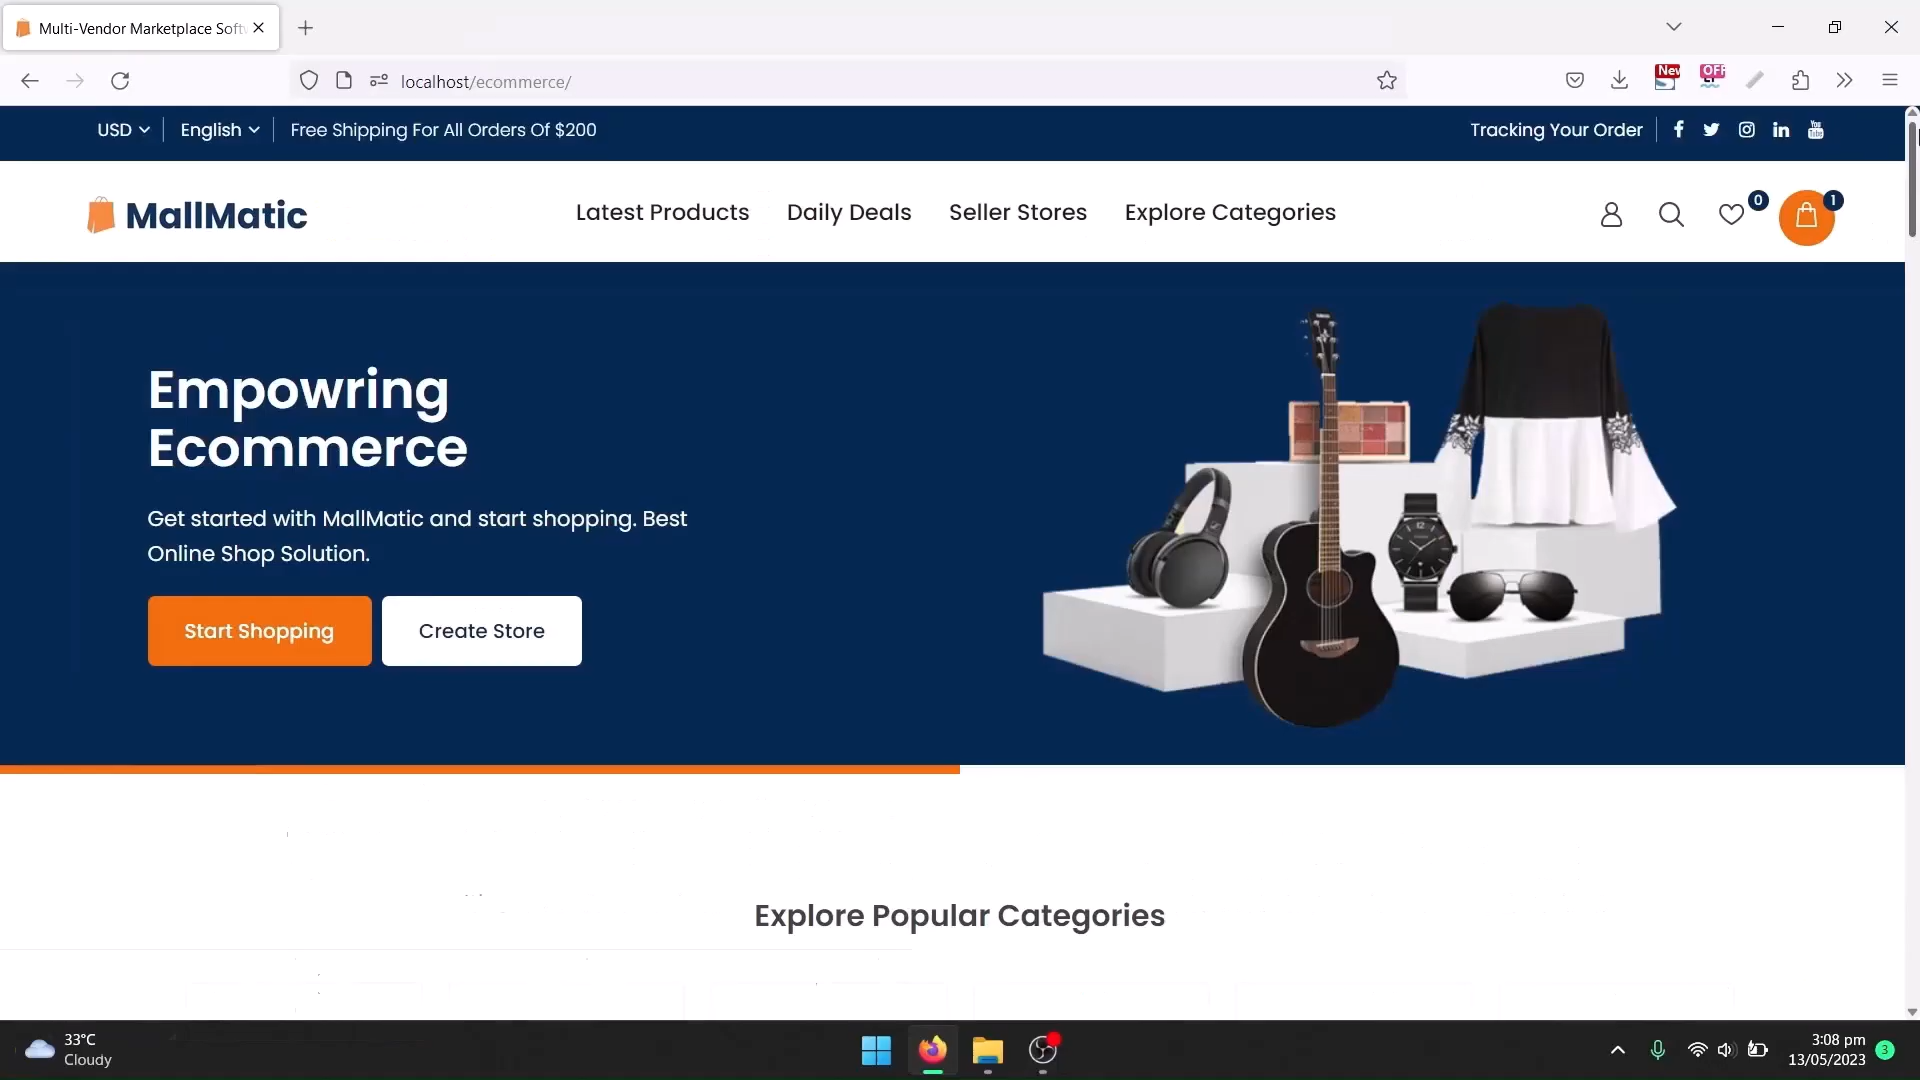 Multi-Vendor Marketplace Softw
localhost/ecommerce/
New
OFF
USD
English
Free Shipping For All Orders Of $200
Tracking Your Order
MallMatic
Latest Products
Daily Deals
Seller Stores
Explore Categories
0
1
Empowring
Ecommerce
Get started with MallMatic and start shopping. Best
Online Shop Solution.
Start Shopping
Create Store
Explore Popular Categories
33°C
Cloudy
3:08 pm
13/05/2023
3